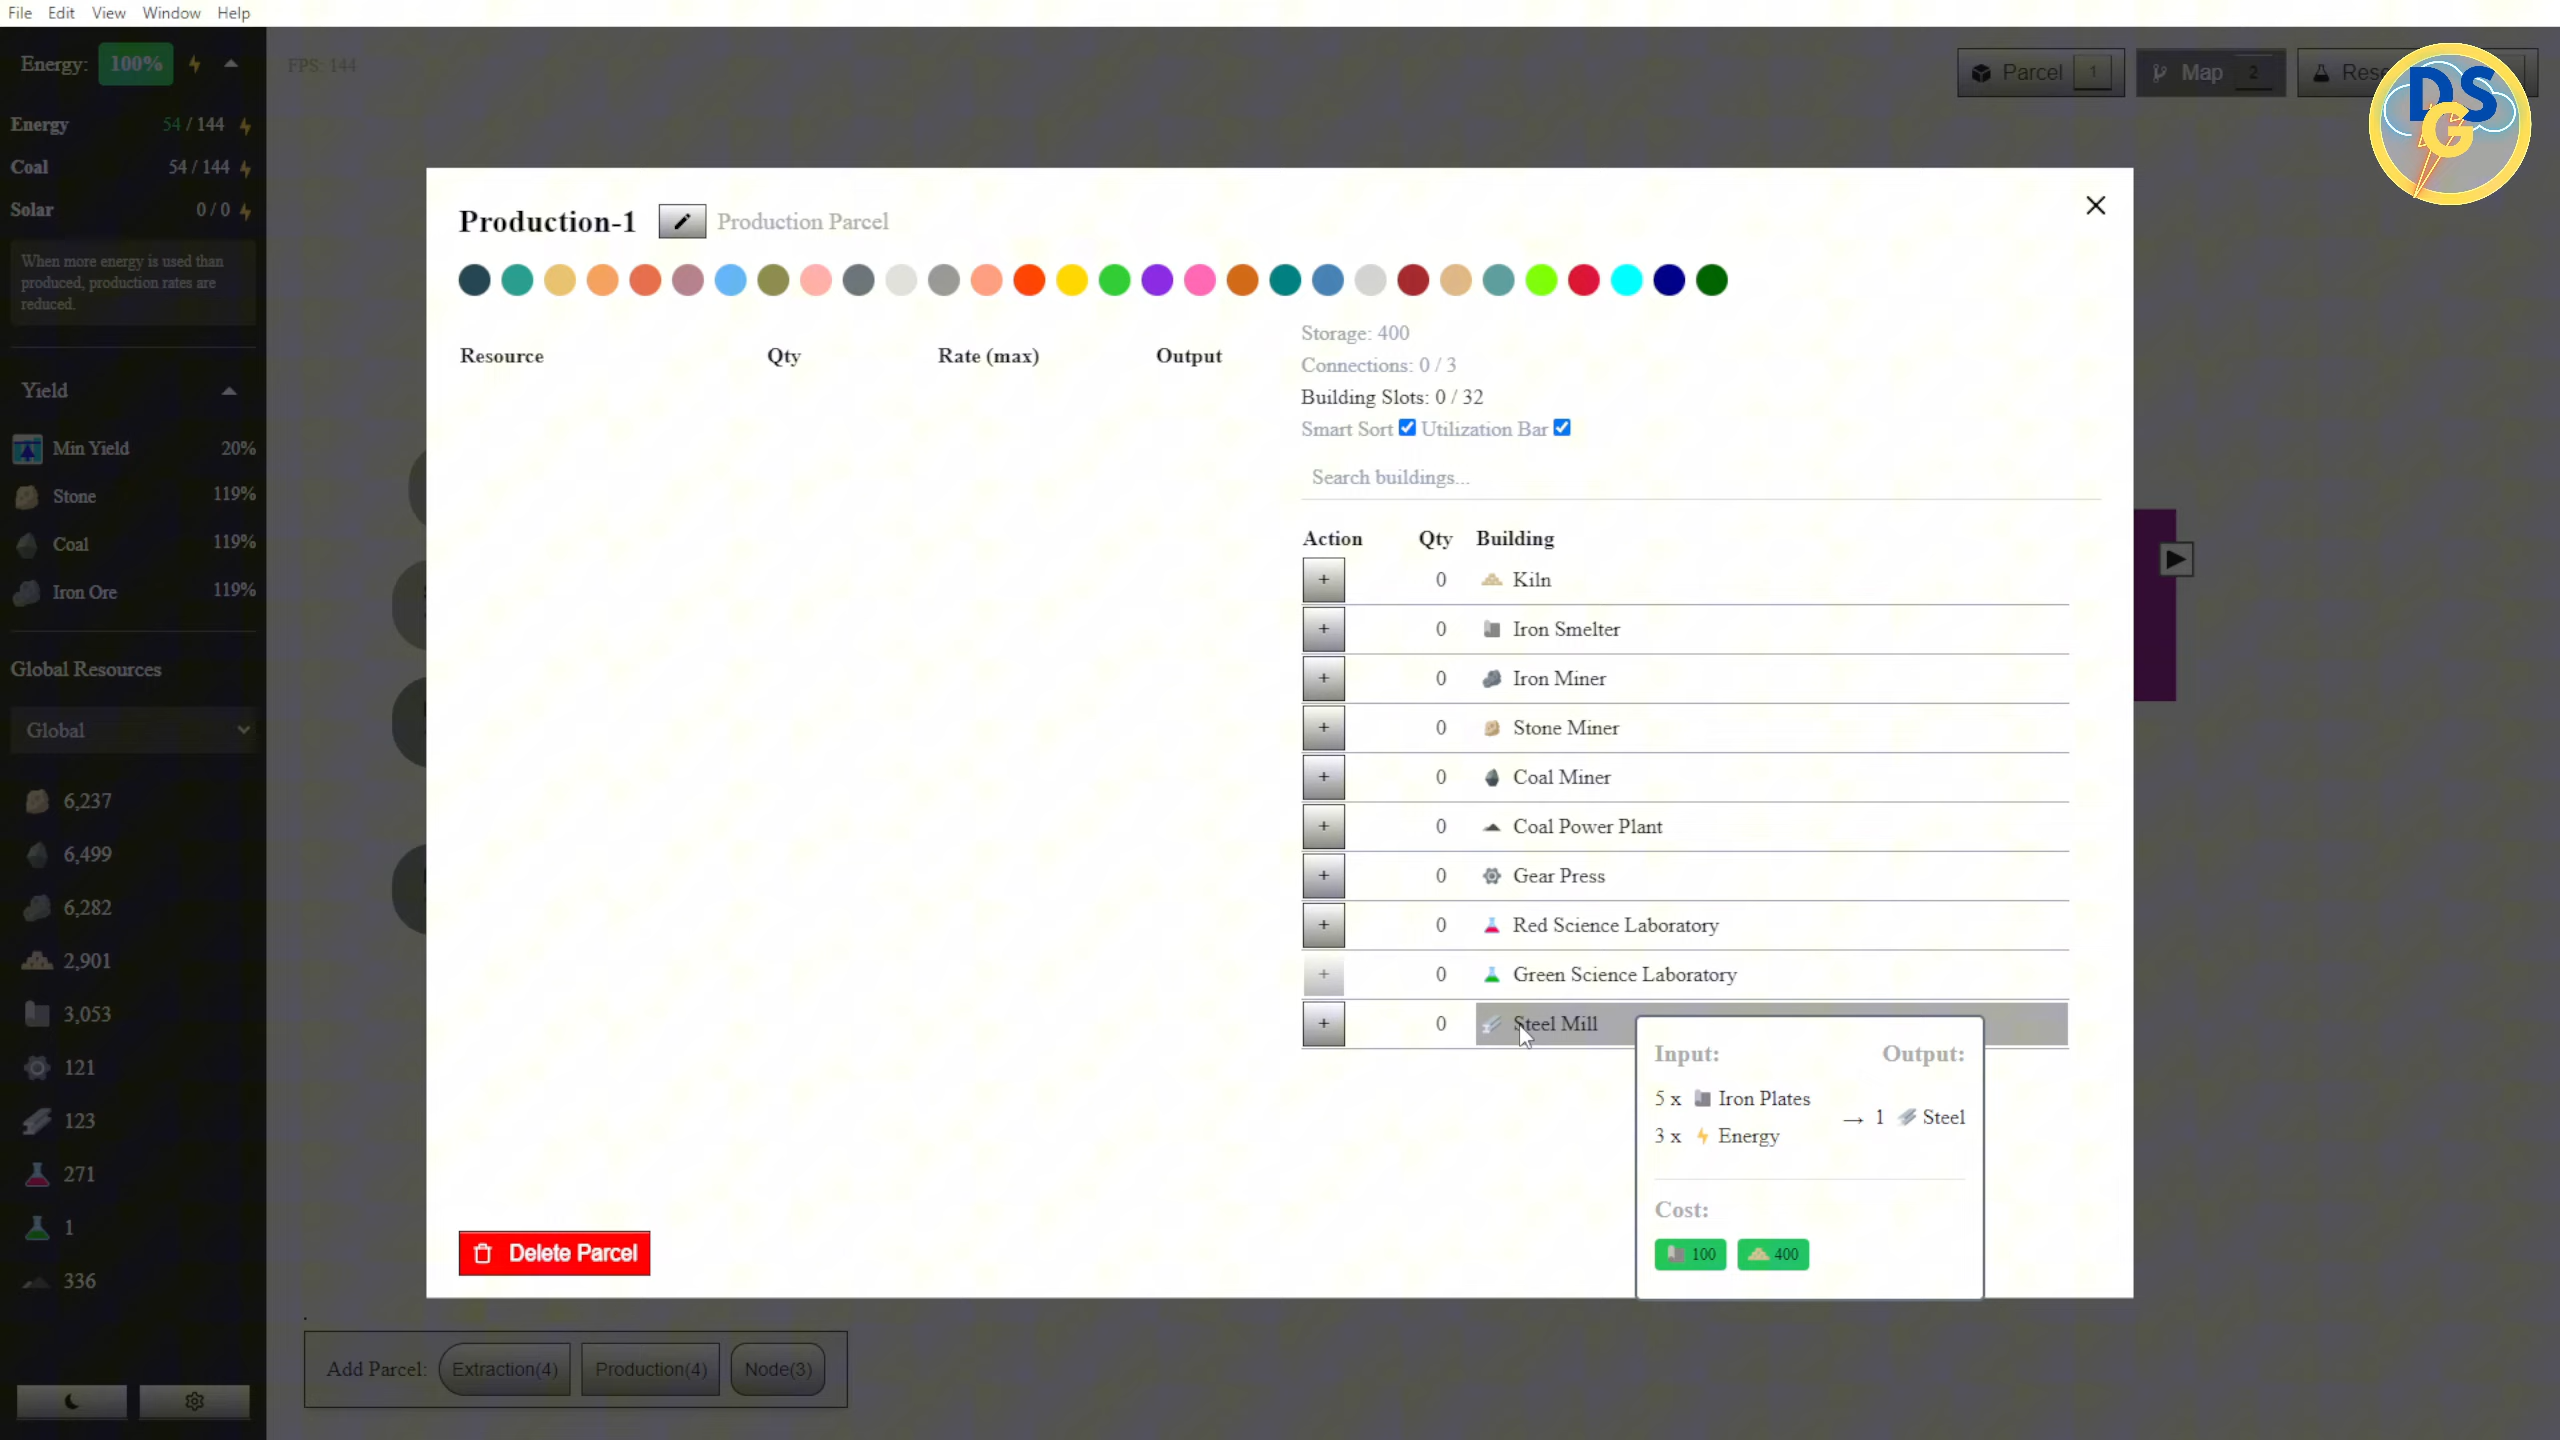 File Edit View Window Help
Energy: 100%
FPS: 144
Parcel 1
Map 2
DSG
Energy 54 / 144
Coal 54 / 144
Solar 0 / 0
When more energy is used than
produced, production rates are
reduced.
Yield
Min Yield 20%
Stone 119%
Coal 119%
Iron Ore 119%
Global Resources
Global
6,237
6,499
6,282
2,901
3,053
121
123
271
1
336
Production-1 Production Parcel
Resource Qty Rate (max) Output
Storage: 400
Connections: 0 / 3
Building Slots: 0 / 32
Smart Sort Utilization Bar
Search buildings...
Action Qty Building
+ 0 Kiln
+ 0 Iron Smelter
+ 0 Iron Miner
+ 0 Stone Miner
+ 0 Coal Miner
+ 0 Coal Power Plant
+ 0 Gear Press
+ 0 Red Science Laboratory
+ 0 Green Science Laboratory
+ 0 Steel Mill
Input: Output:
5 x Iron Plates
→ 1 Steel
3 x Energy
Cost:
100 400
Delete Parcel
Add Parcel: Extraction(4) Production(4) Node(3)